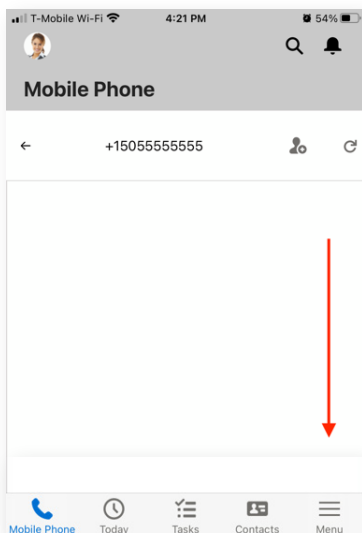 T-Mobile Wi-Fi 4:21 PM 54%
Mobile Phone
+15055555555
Mobile Phone Today Tasks Contacts Menu